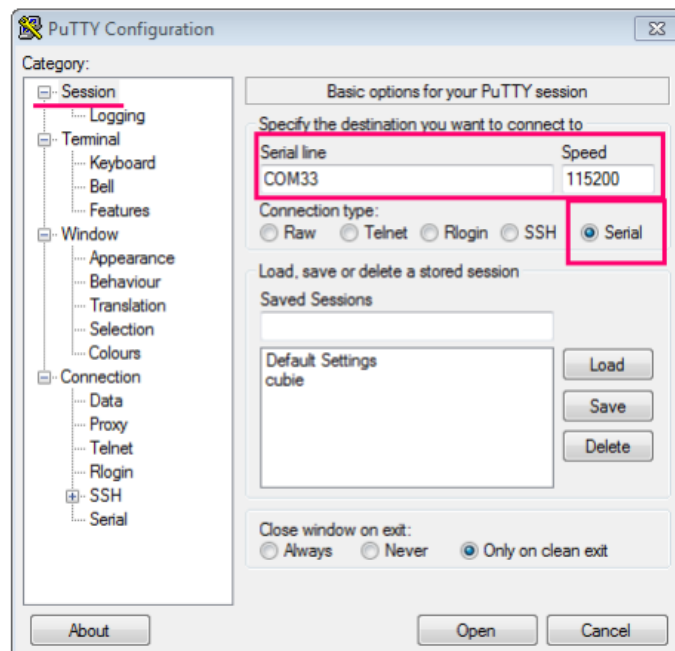 PuTTY Configuration
Category:
Session
Logging
Terminal
Keyboard
Bell
Features
Window
Appearance
Behaviour
Translation
Selection
Colours
Connection
Data
Proxy
Telnet
Rlogin
SSH
Serial
Basic options for your PuTTY session
Specify the destination you want to connect to
Serial line Speed
COM33 115200
Connection type:
Raw Telnet Rlogin SSH Serial
Load, save or delete a stored session
Saved Sessions
Default Settings
cubie
Load
Save
Delete
Close window on exit:
Always Never Only on clean exit
About Open Cancel